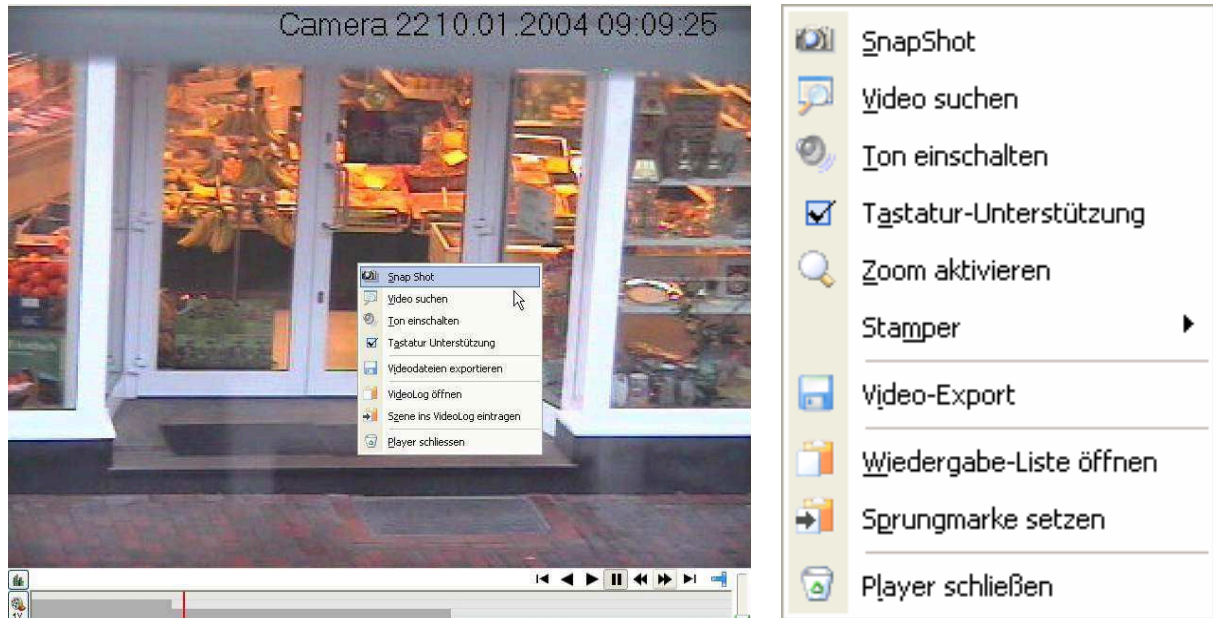 Camera 22 10.01.2004 09:09:25
Snap Shot
Video suchen
Ton einschalten
Tastatur Unterstützung
Videodateien exportieren
VideoLog öffnen
Szene ins VideoLog eintragen
Player schliessen
1Y
SnapShot
Video suchen
Ton einschalten
Tastatur-Unterstützung
Zoom aktivieren
Stamper
Video-Export
Wiedergabe-Liste öffnen
Sprungmarke setzen
Player schließen